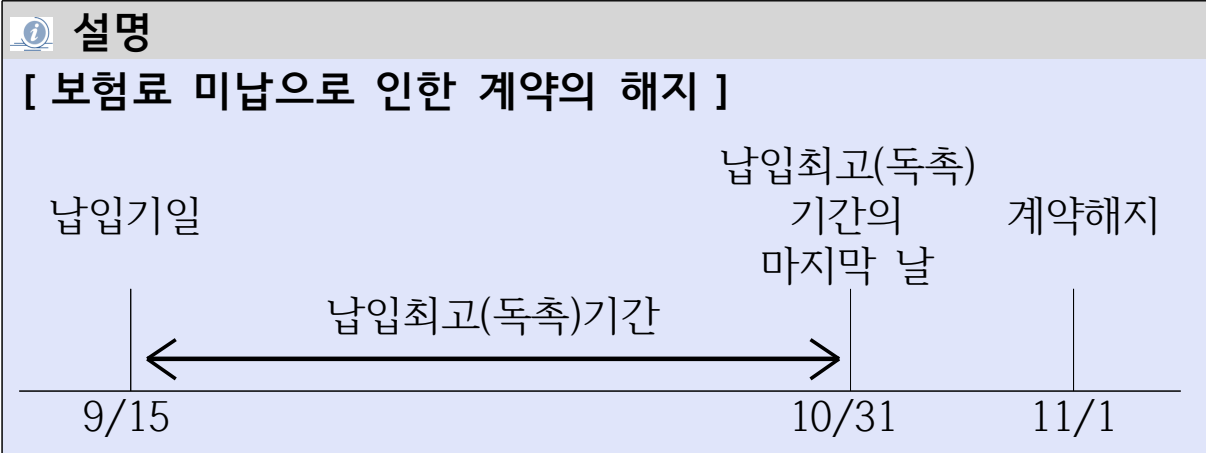 설명
[ 보험료 미납으로 인한 계약의 해지 ]
납입기일
납입최고(독촉)
기간의
마지막 날
계약해지
납입최고(독촉)기간
9/15
10/31
11/1